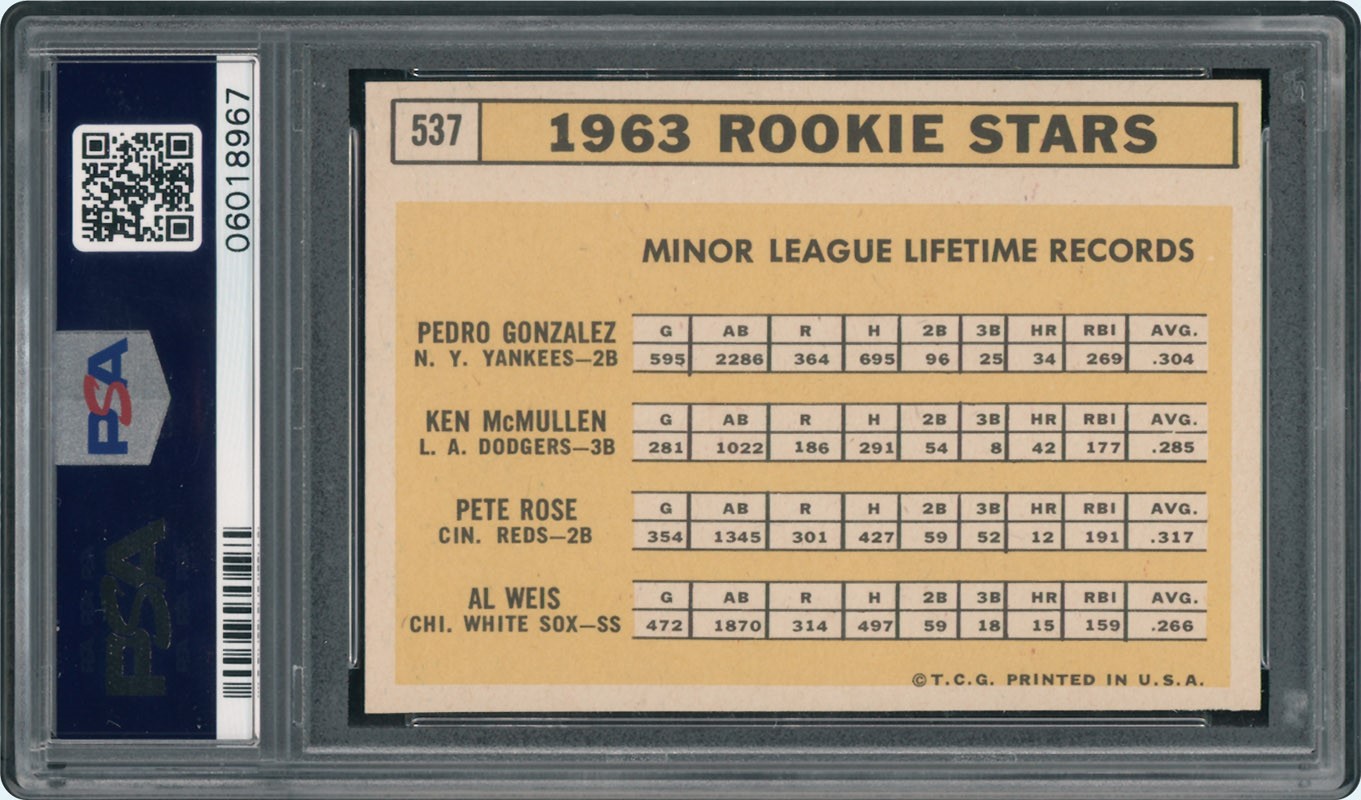 PSA
PSA
06018967
537 1963 ROOKIE STARS
MINOR LEAGUE LIFETIME RECORDS
PEDRO GONZALEZ G AB R H 2B 3B HR RBI AVG.
N. Y. YANKEES—2B 595 2286 364 695 96 25 34 269 .304
KEN McMULLEN G AB R H 2B 3B HR RBI AVG.
L. A. DODGERS—3B 281 1022 186 291 54 8 42 177 .285
PETE ROSE G AB R H 2B 3B HR RBI AVG.
CIN. REDS—2B 354 1345 301 427 59 52 12 191 .317
AL WEIS G AB R H 2B 3B HR RBI AVG.
CHI. WHITE SOX—SS 472 1870 314 497 59 18 15 159 .266
©T.C.G. PRINTED IN U.S.A.